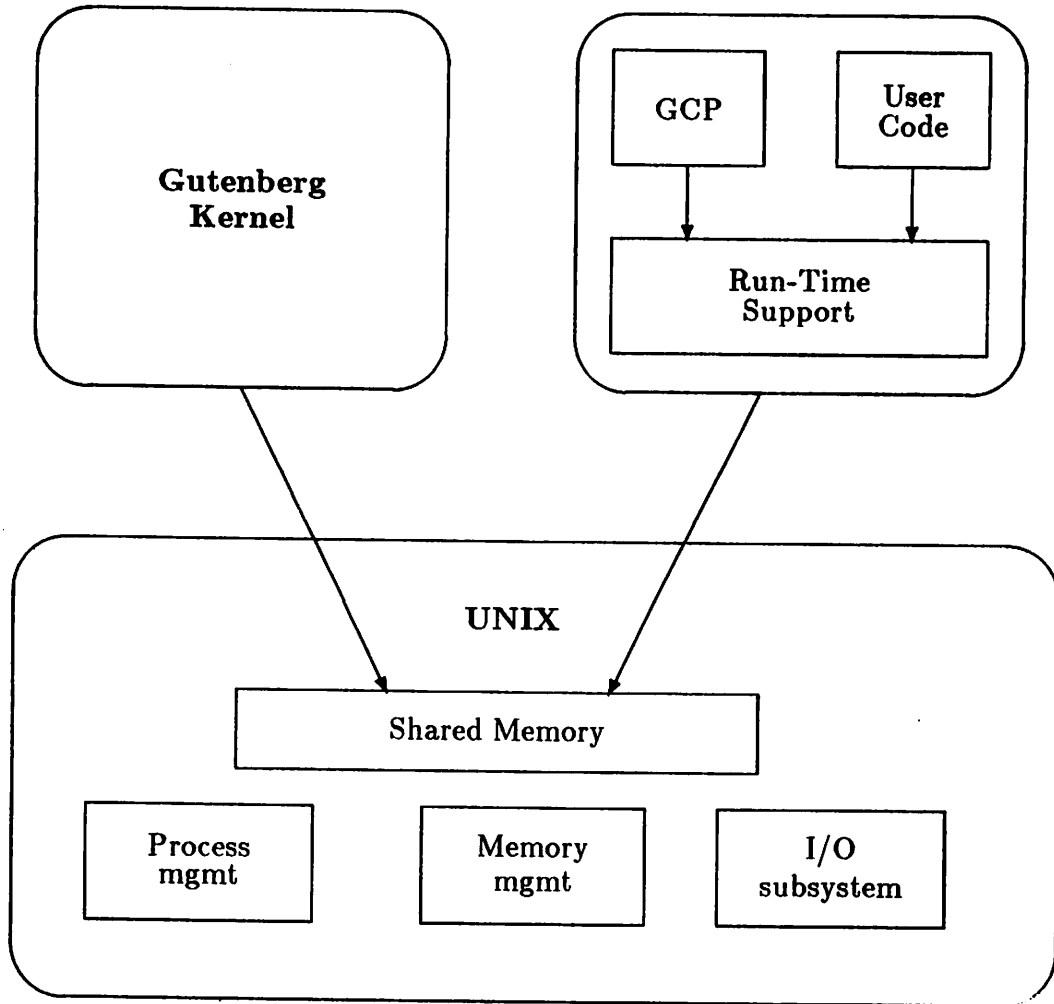 Gutenberg
Kernel
GCP
User
Code
Run-Time
Support
UNIX
Shared Memory
Process
mgmt
Memory
mgmt
I/O
subsystem